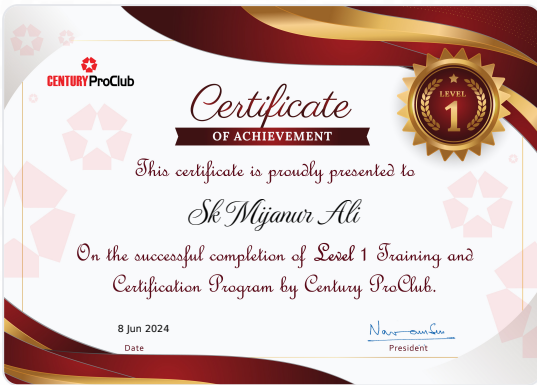 CENTURY ProClub
LEVEL
1
Certificate
OF ACHIEVEMENT
This certificate is proudly presented to
Sk Mijanur Ali
On the successful completion of Level 1 Training and
Certification Program by Century ProClub.
8 Jun 2024
Date
President